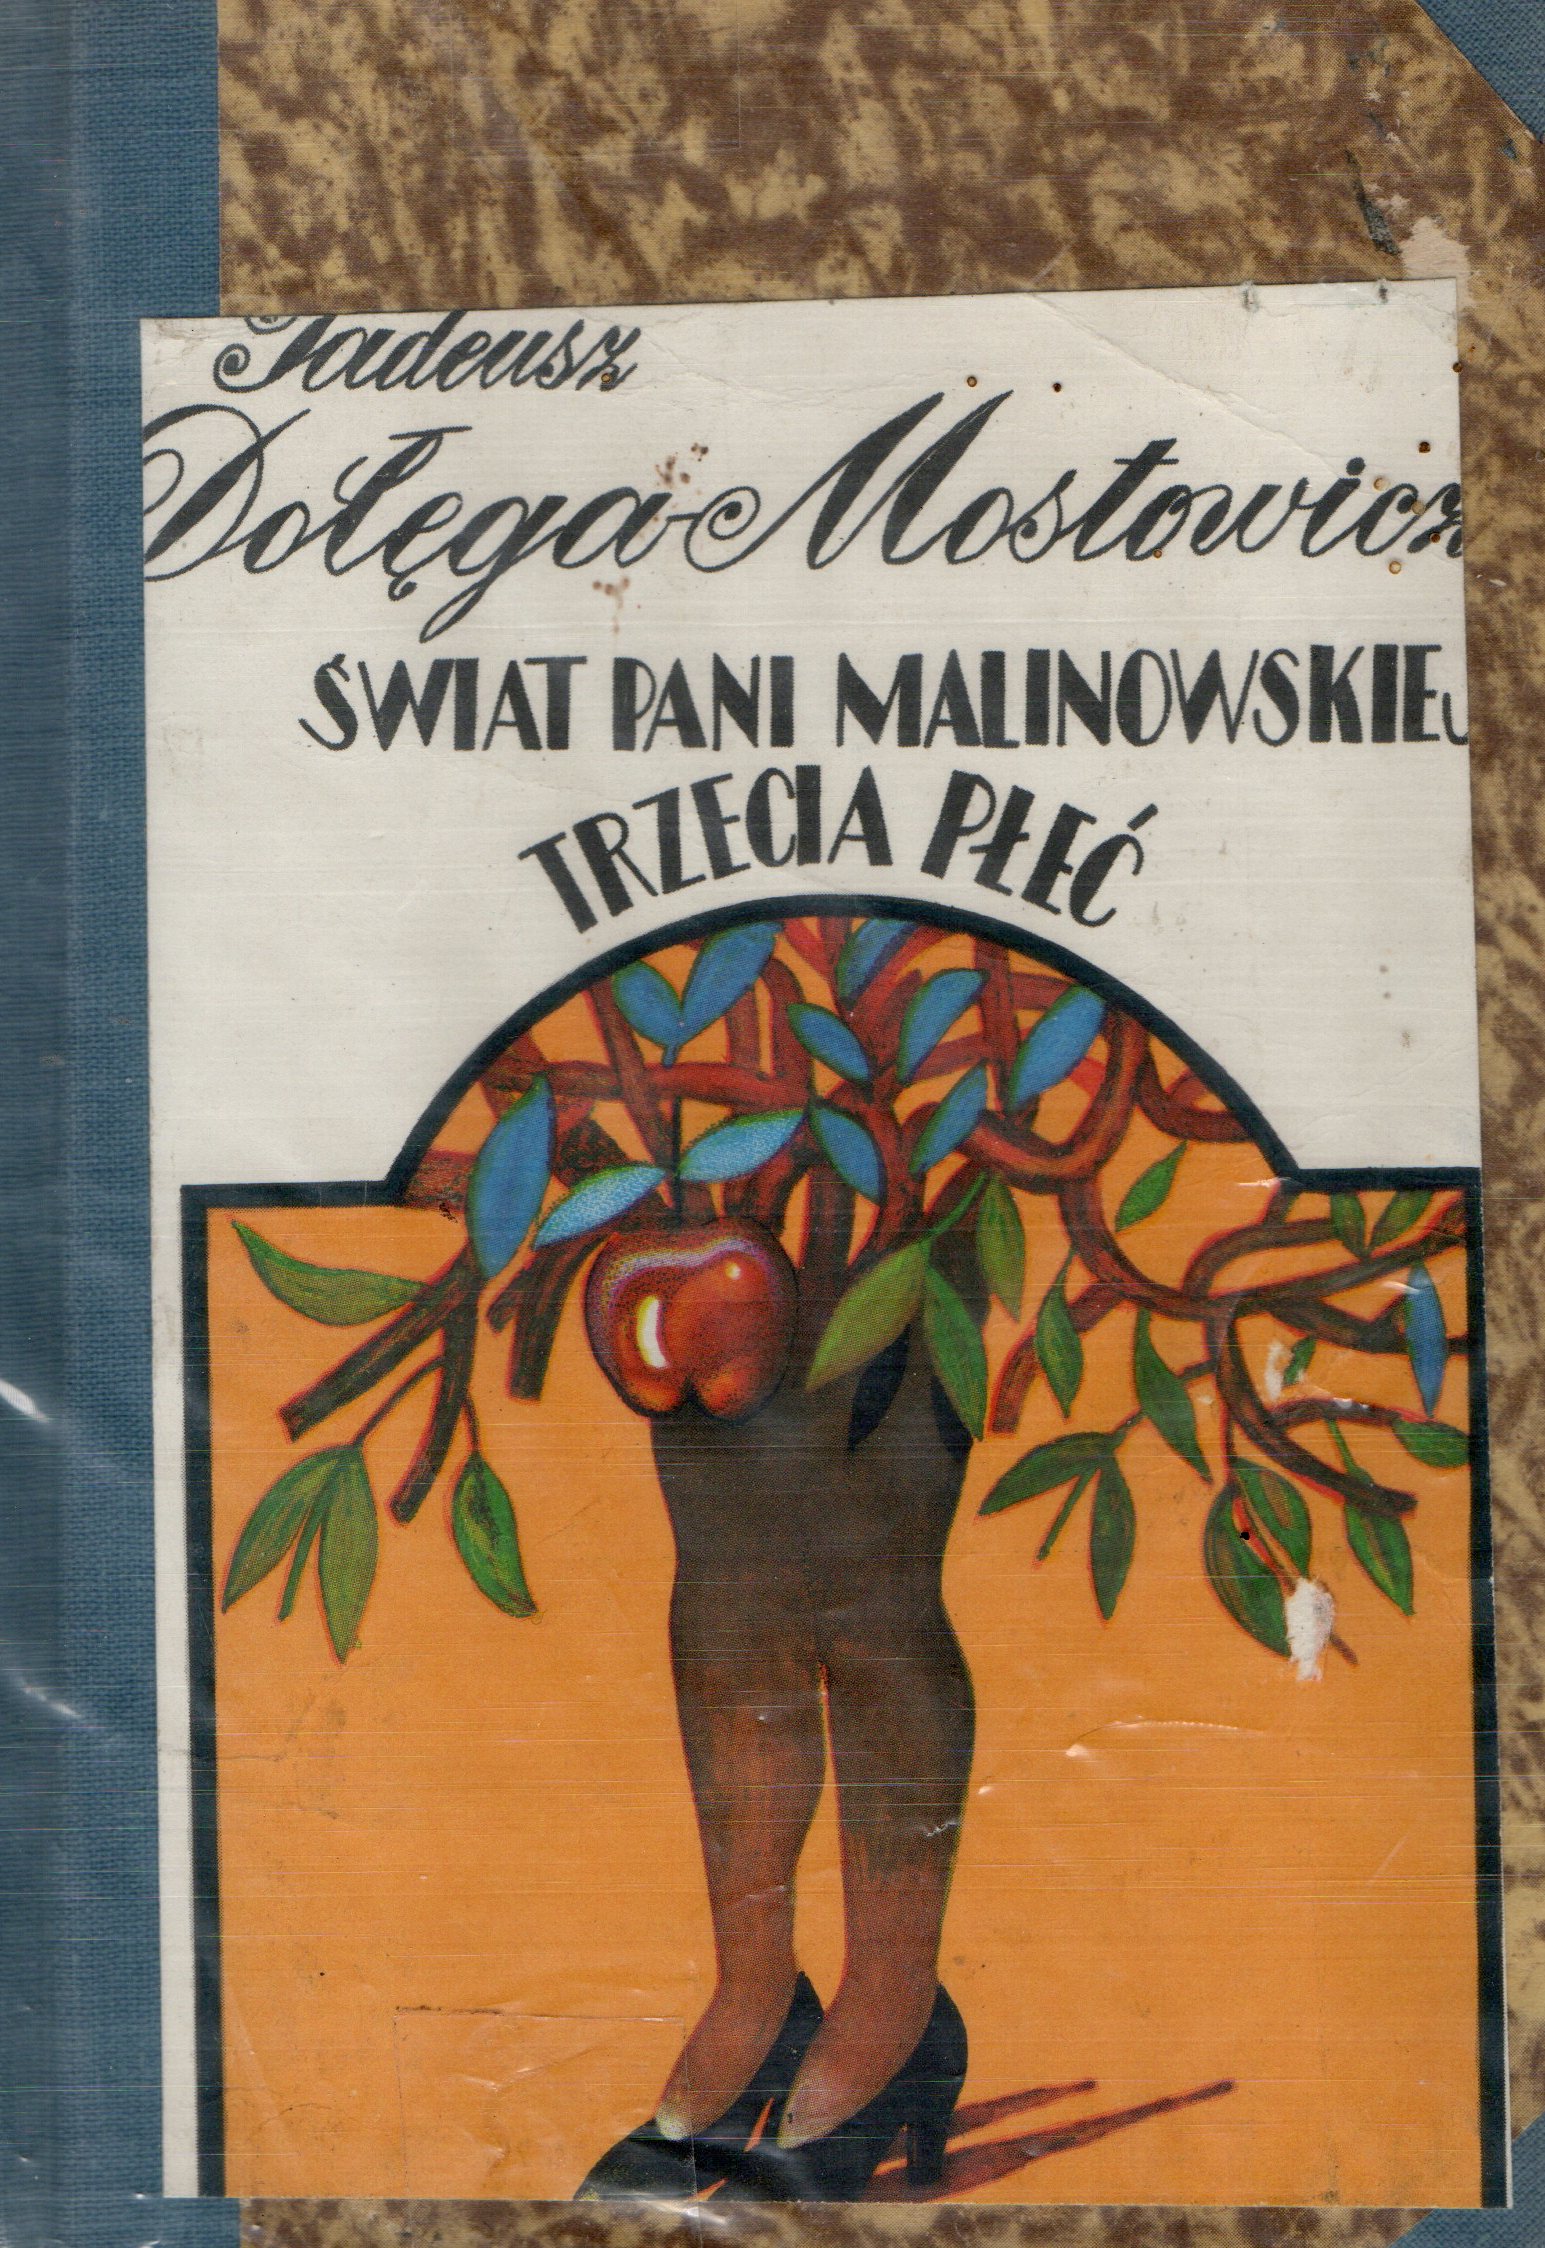 Tadeusz
Dołęga-Mostowicz
ŚWIAT PANI MALINOWSKIEJ
TRZECIA PŁEĆ